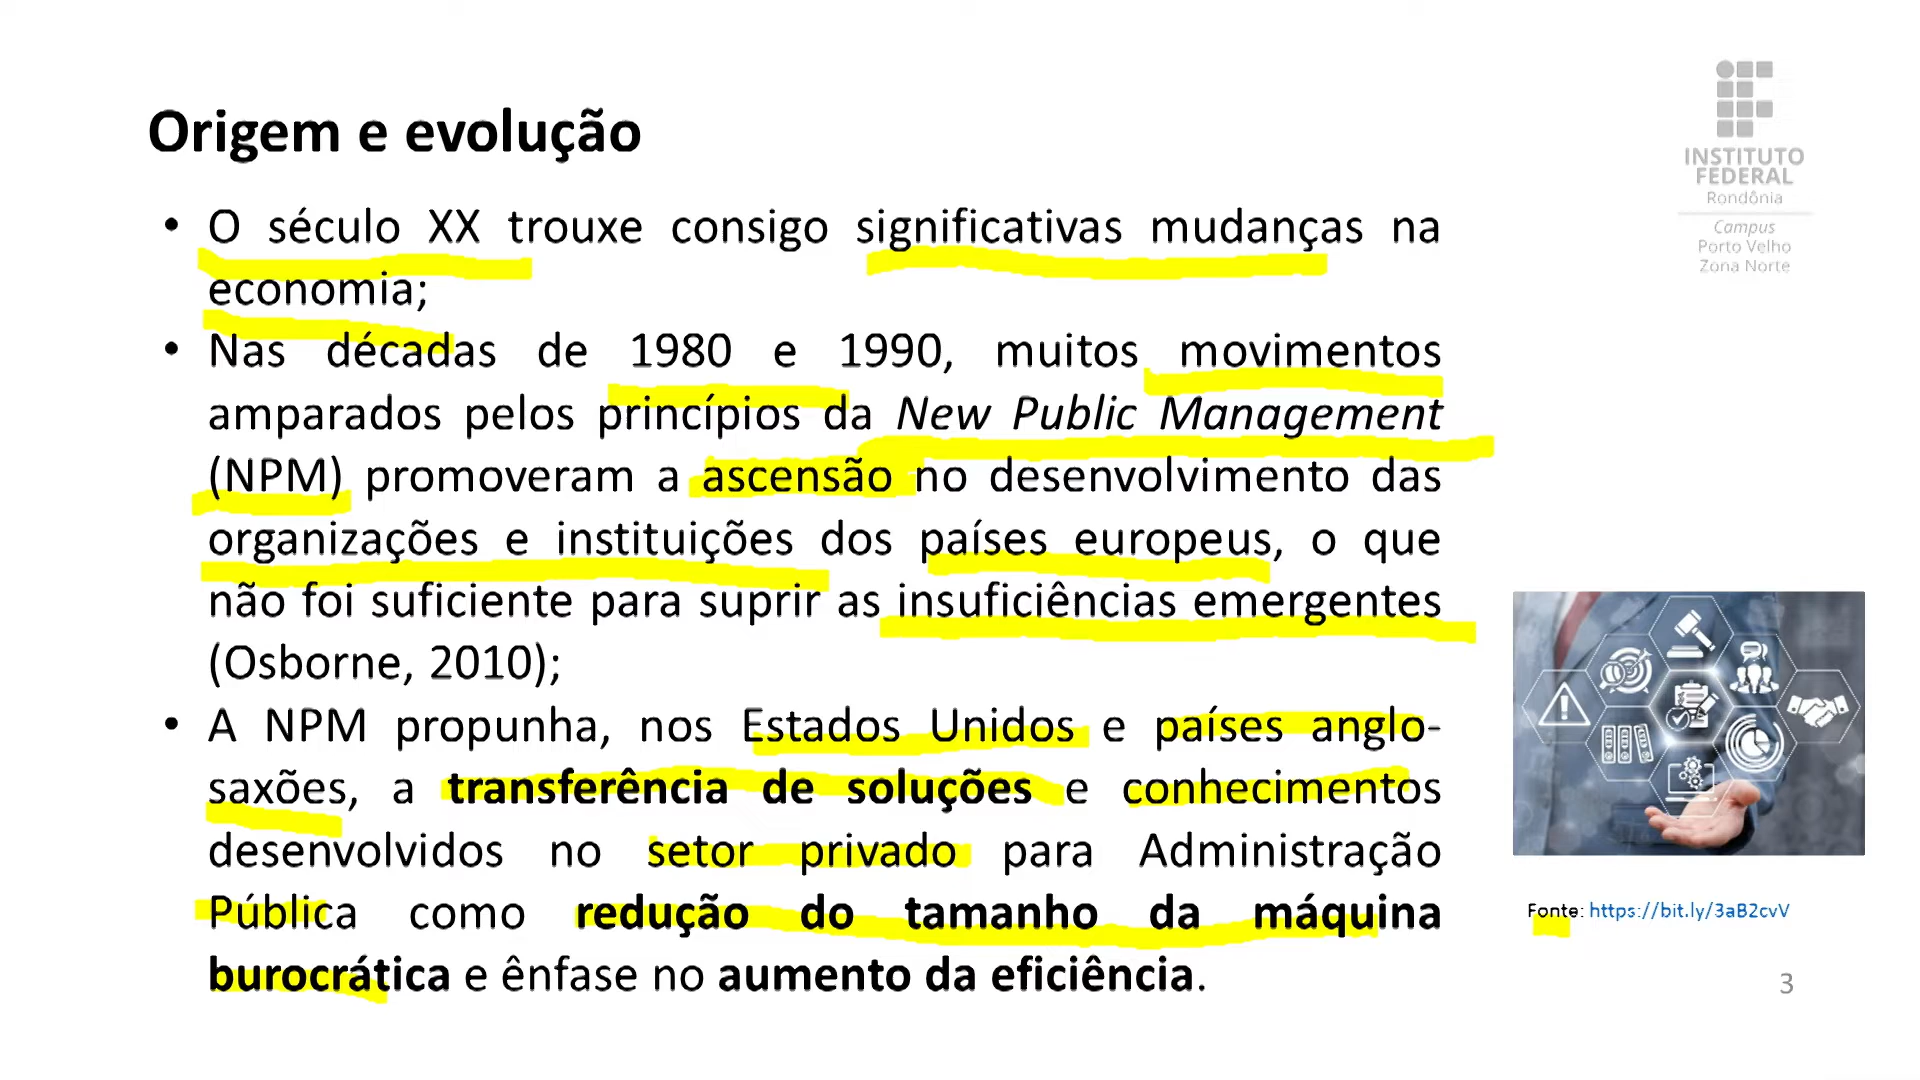 Origem e evolução
• O século XX trouxe consigo significativas mudanças na
economia;
• Nas décadas de 1980 e 1990, muitos movimentos
amparados pelos princípios da New Public Management
(NPM) promoveram a ascensão no desenvolvimento das
organizações e instituições dos países europeus, o que
não foi suficiente para suprir as insuficiências emergentes
(Osborne, 2010);
• A NPM propunha, nos Estados Unidos e países anglo-
saxões, a transferência de soluções e conhecimentos
desenvolvidos no setor privado para Administração
Pública como redução do tamanho da máquina
burocrática e ênfase no aumento da eficiência.
INSTITUTO
FEDERAL
Rondônia
Campus
Porto Velho
Zona Norte
Fonte: https://bit.ly/3aB2cvV
3